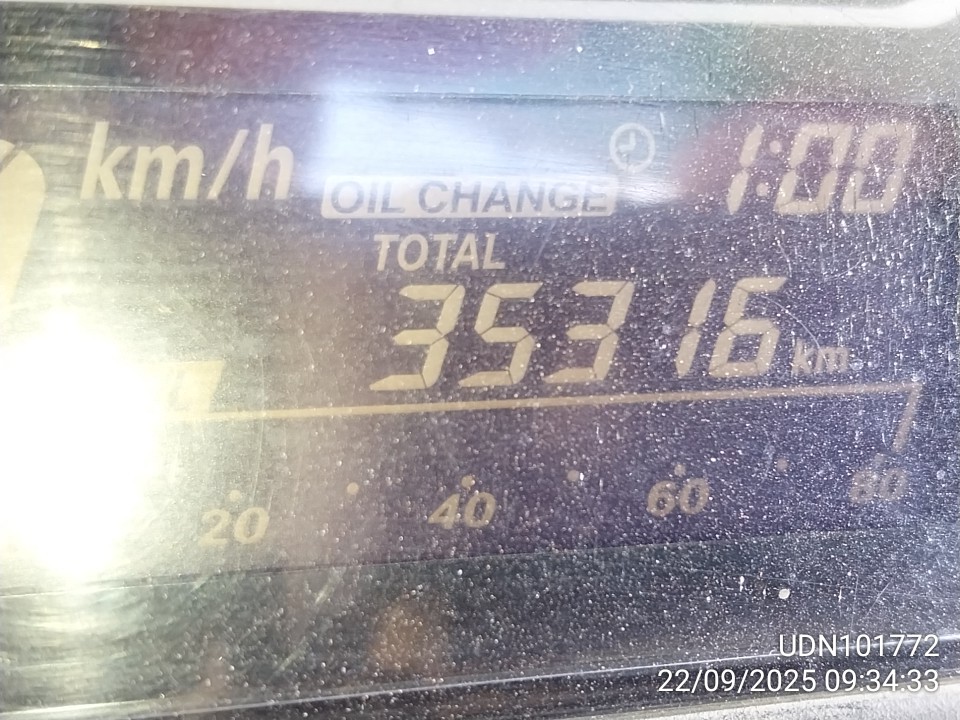 km/h
OIL CHANGE
1:00
TOTAL
35316 km
20 40 60 80
UDN101772
22/09/2025 09:34:33